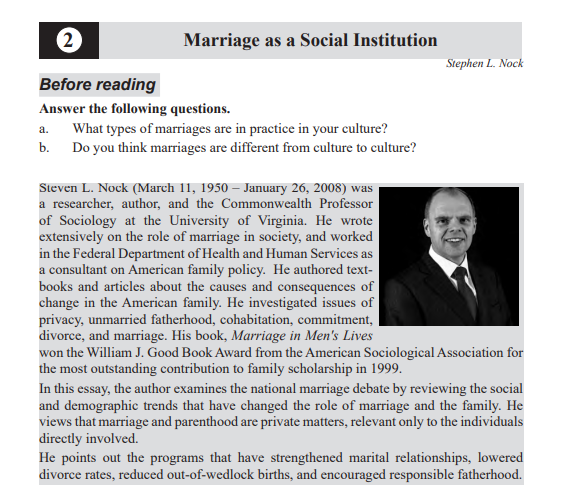 2
Marriage as a Social Institution
Stephen L. Nock
Before reading
Answer the following questions.
a. What types of marriages are in practice in your culture?
b. Do you think marriages are different from culture to culture?
Steven L. Nock (March 11, 1950 – January 26, 2008) was
a researcher, author, and the Commonwealth Professor
of Sociology at the University of Virginia. He wrote
extensively on the role of marriage in society, and worked
in the Federal Department of Health and Human Services as
a consultant on American family policy. He authored text-
books and articles about the causes and consequences of
change in the American family. He investigated issues of
privacy, unmarried fatherhood, cohabitation, commitment,
divorce, and marriage. His book, Marriage in Men's Lives
won the William J. Good Book Award from the American Sociological Association for
the most outstanding contribution to family scholarship in 1999.
In this essay, the author examines the national marriage debate by reviewing the social
and demographic trends that have changed the role of marriage and the family. He
views that marriage and parenthood are private matters, relevant only to the individuals
directly involved.
He points out the programs that have strengthened marital relationships, lowered
divorce rates, reduced out-of-wedlock births, and encouraged responsible fatherhood.